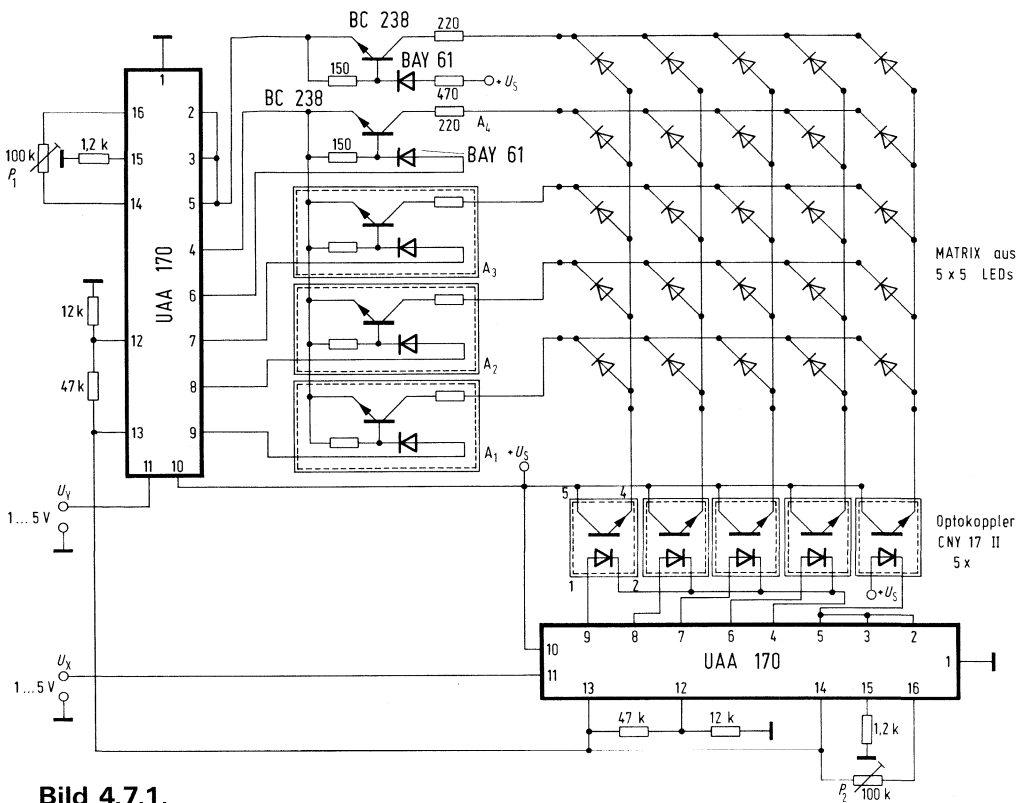 BC 238
220
BAY 61
150
470
+U_S
BC 238
220
A_4
150
BAY 61
1
16
2
1,2 k
15
3
100 k
P_1
14
5
4
UAA 170
6
12 k
12
7
47 k
8
13
9
11
10
A_3
A_2
A_1
+U_S
MATRIX aus
5 x 5 LEDs
U_Y
1 ... 5 V
5
4
Optokoppler
CNY 17 II
5 x
1
2
+U_S
9
8
7
6
4
5
3
2
10
UAA 170
1
U_X
11
1 ... 5 V
13
12
14
15
16
47 k
12 k
1,2 k
P_2
100 k
Bild 4.7.1.